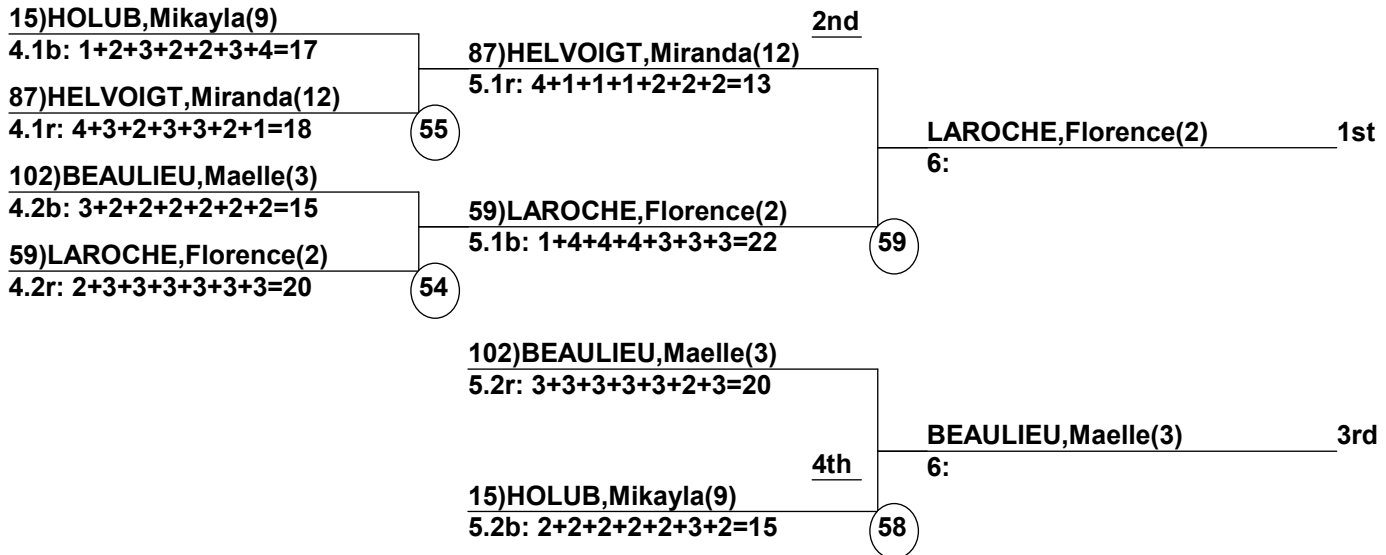 15)HOLUB,Mikayla(9)
4.1b: 1+2+3+2+2+3+4=17
87)HELVOIGT,Miranda(12)
4.1r: 4+3+2+3+3+2+1=18
55
102)BEAULIEU,Maelle(3)
4.2b: 3+2+2+2+2+2+2=15
59)LAROCHE,Florence(2)
4.2r: 2+3+3+3+3+3+3=20
54
2nd
87)HELVOIGT,Miranda(12)
5.1r: 4+1+1+1+2+2+2=13
59)LAROCHE,Florence(2)
5.1b: 1+4+4+4+3+3+3=22
59
LAROCHE,Florence(2) 1st
6:
102)BEAULIEU,Maelle(3)
5.2r: 3+3+3+3+3+2+3=20
4th
15)HOLUB,Mikayla(9)
5.2b: 2+2+2+2+2+3+2=15
58
BEAULIEU,Maelle(3) 3rd
6: